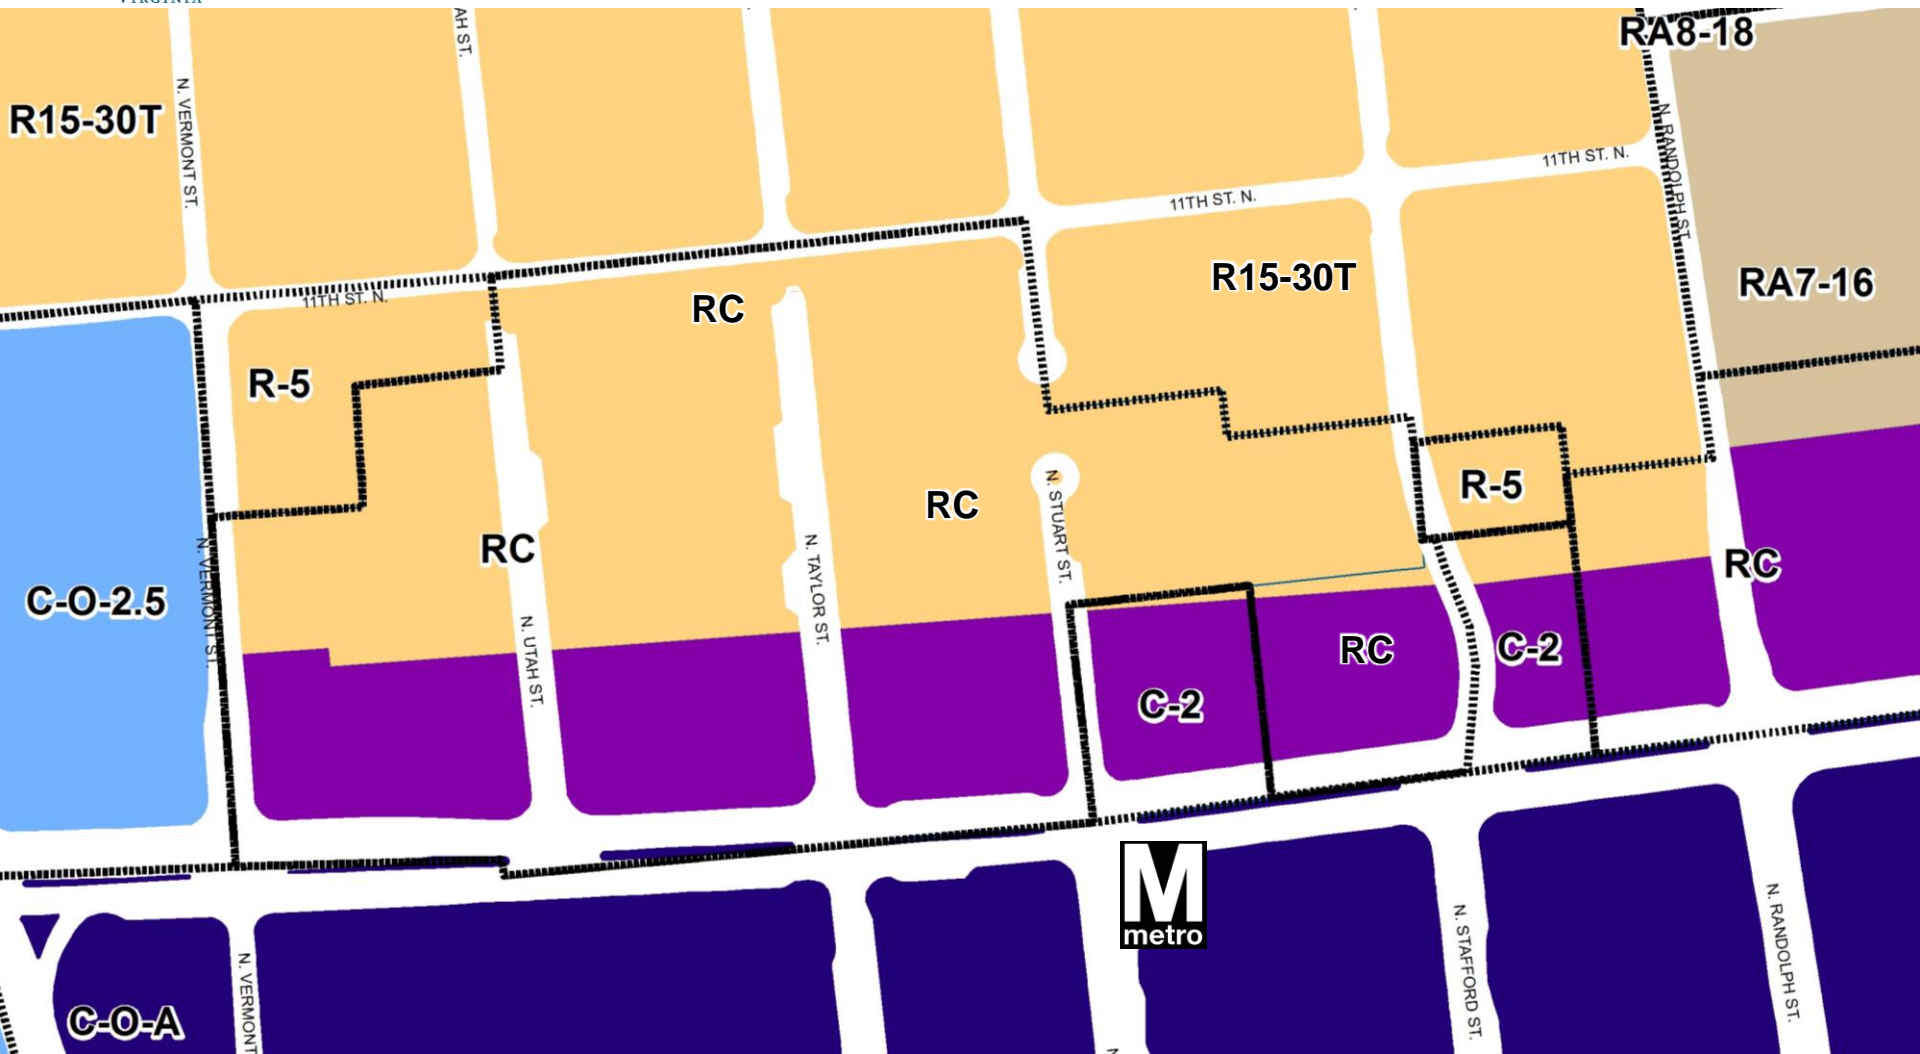 VIRGINIA
RA8-18
AH ST.
R15-30T
N. VERMONT ST.
N. RANDOLPH ST.
11TH ST. N.
11TH ST. N.
R15-30T
RA7-16
11TH ST. N.
RC
R-5
R-5
RC
N. STUART ST.
RC
N. TAYLOR ST.
RC
C-O-2.5
N. VERMONT ST.
N. UTAH ST.
RC
C-2
C-2
M
metro
N. STAFFORD ST.
N. RANDOLPH ST.
N. VERMONT
C-O-A
N